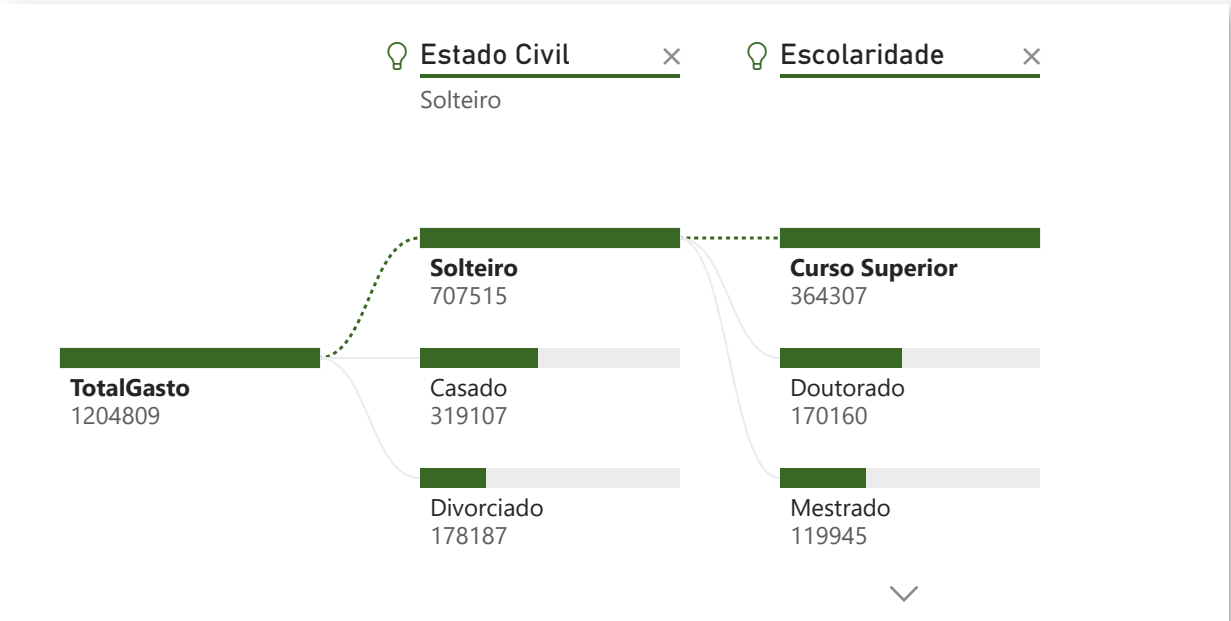 Estado Civil
Solteiro
Escolaridade
TotalGasto
1204809
Solteiro
707515
Casado
319107
Divorciado
178187
Curso Superior
364307
Doutorado
170160
Mestrado
119945